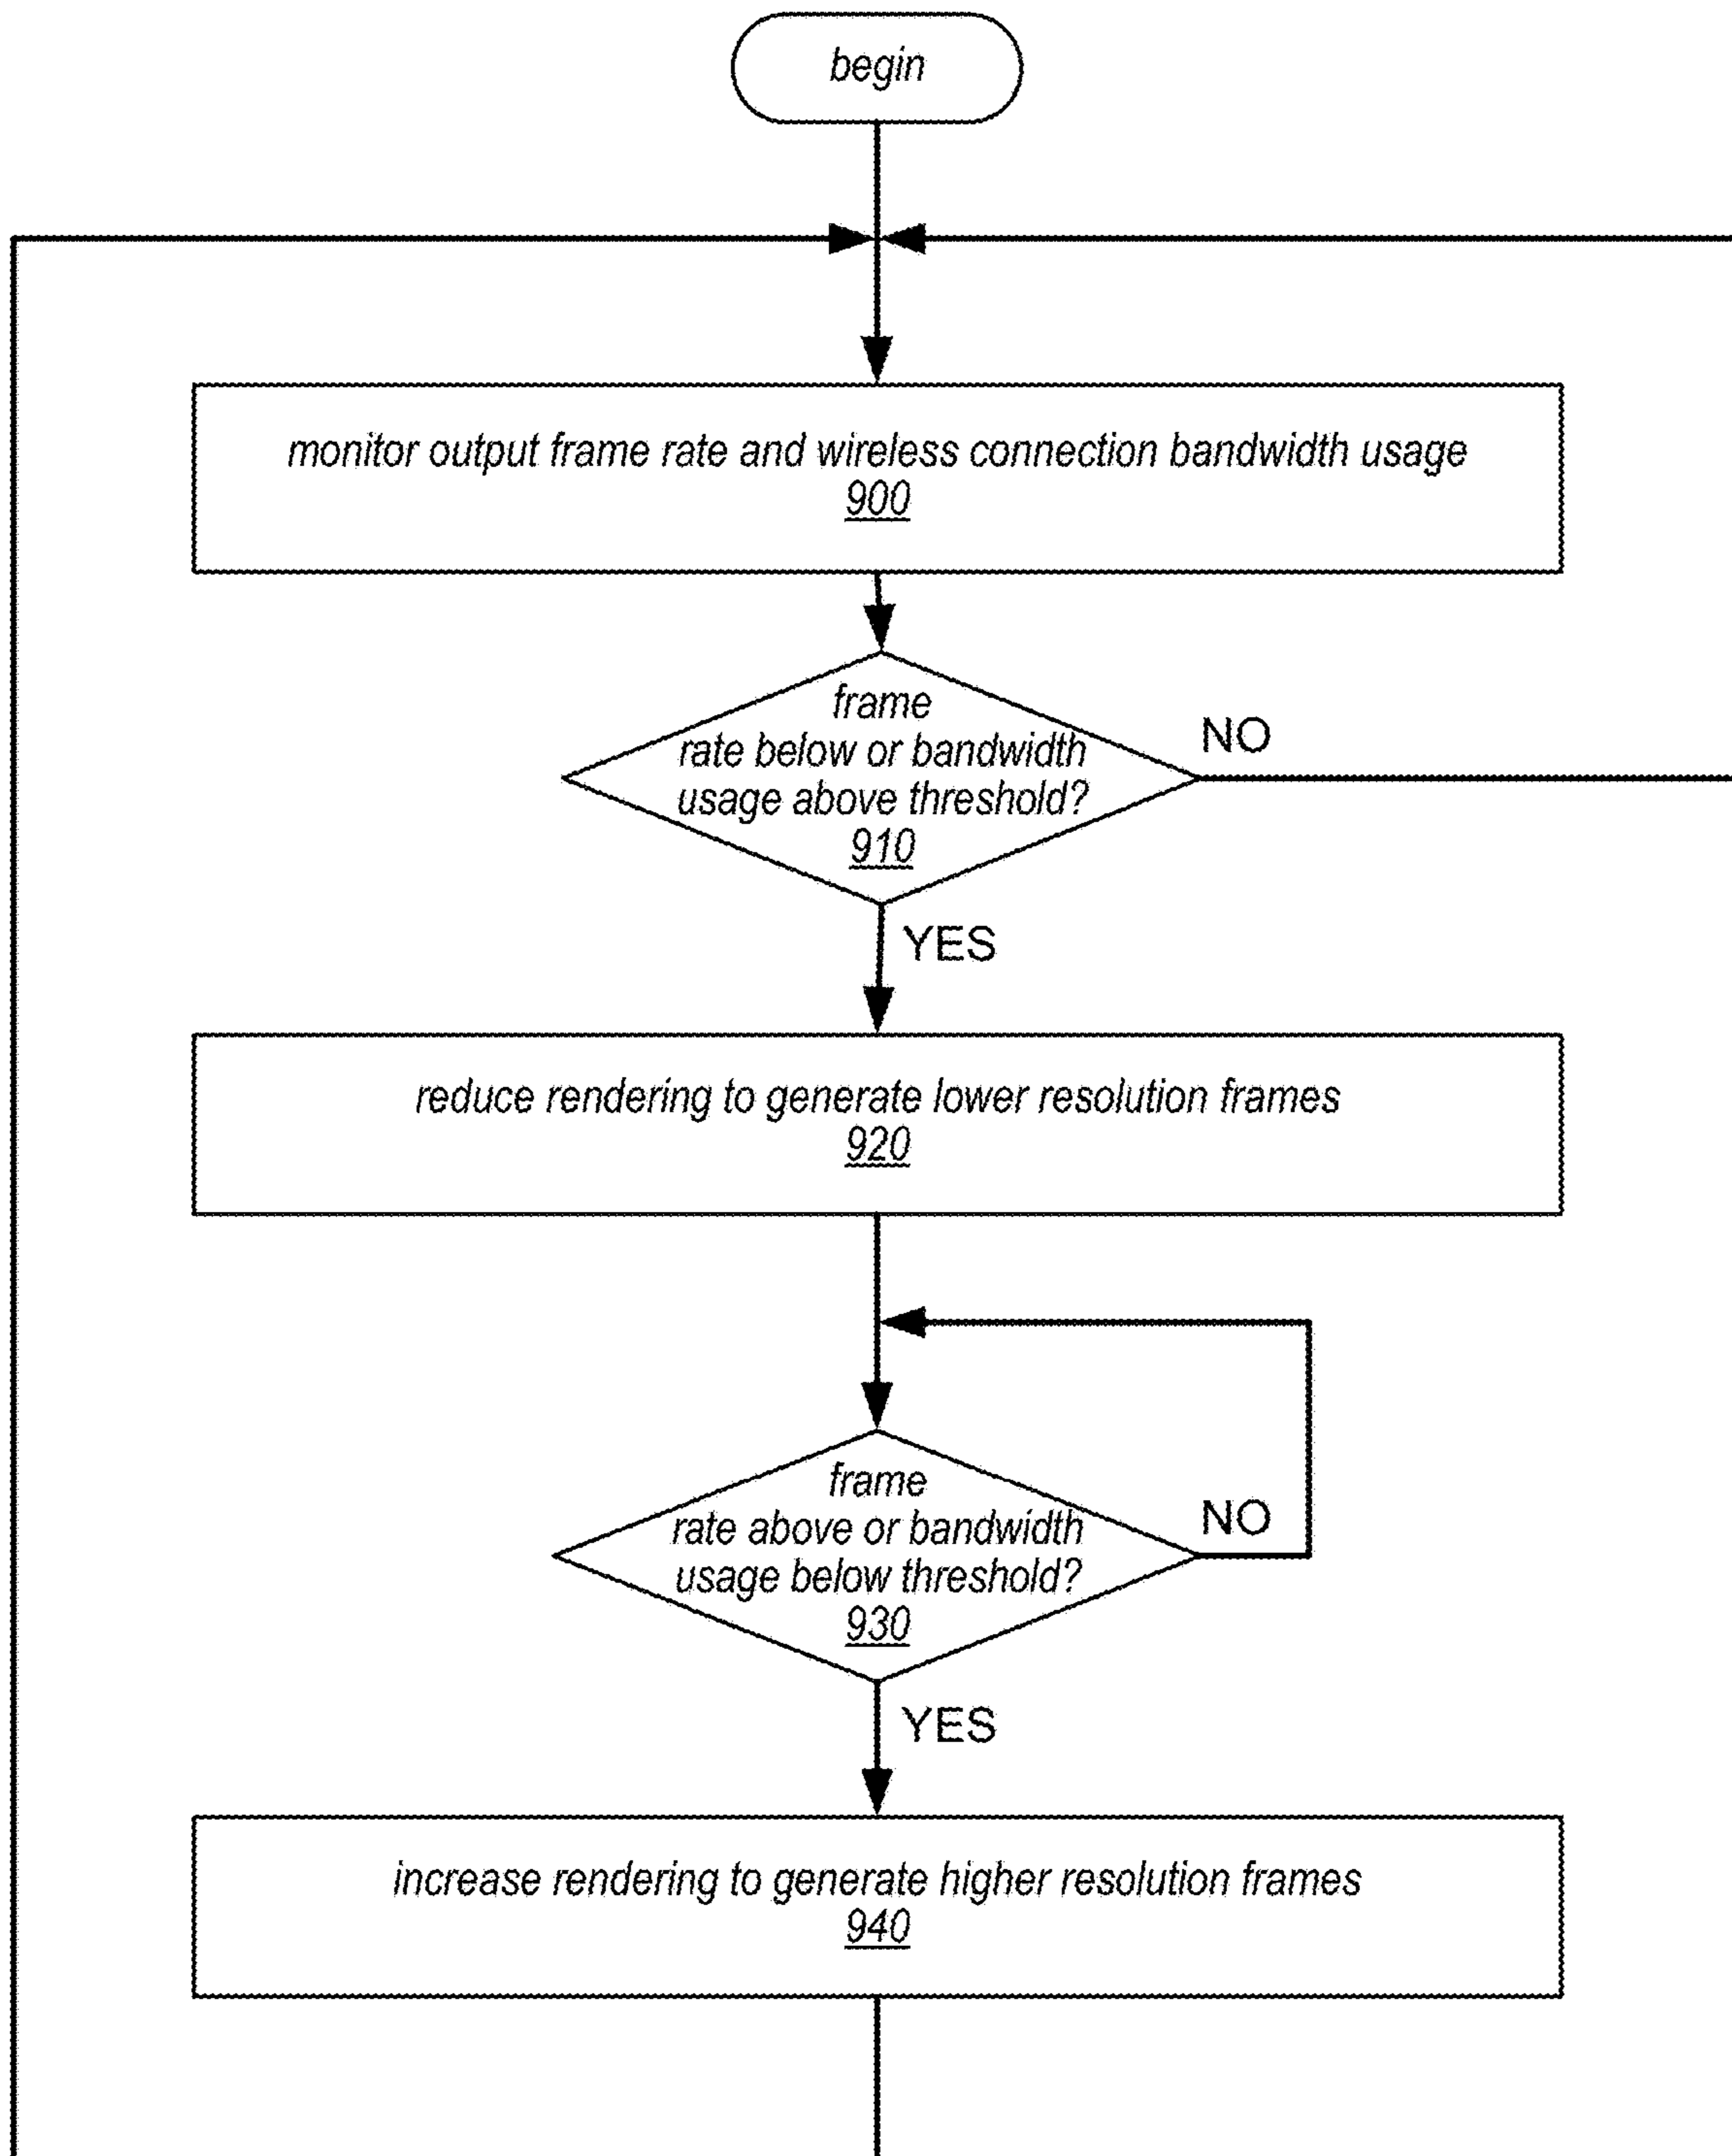 begin
monitor output frame rate and wireless connection bandwidth usage
900
frame
rate below or bandwidth
usage above threshold?
910
NO
YES
reduce rendering to generate lower resolution frames
920
frame
rate above or bandwidth
usage below threshold?
930
NO
YES
increase rendering to generate higher resolution frames
940